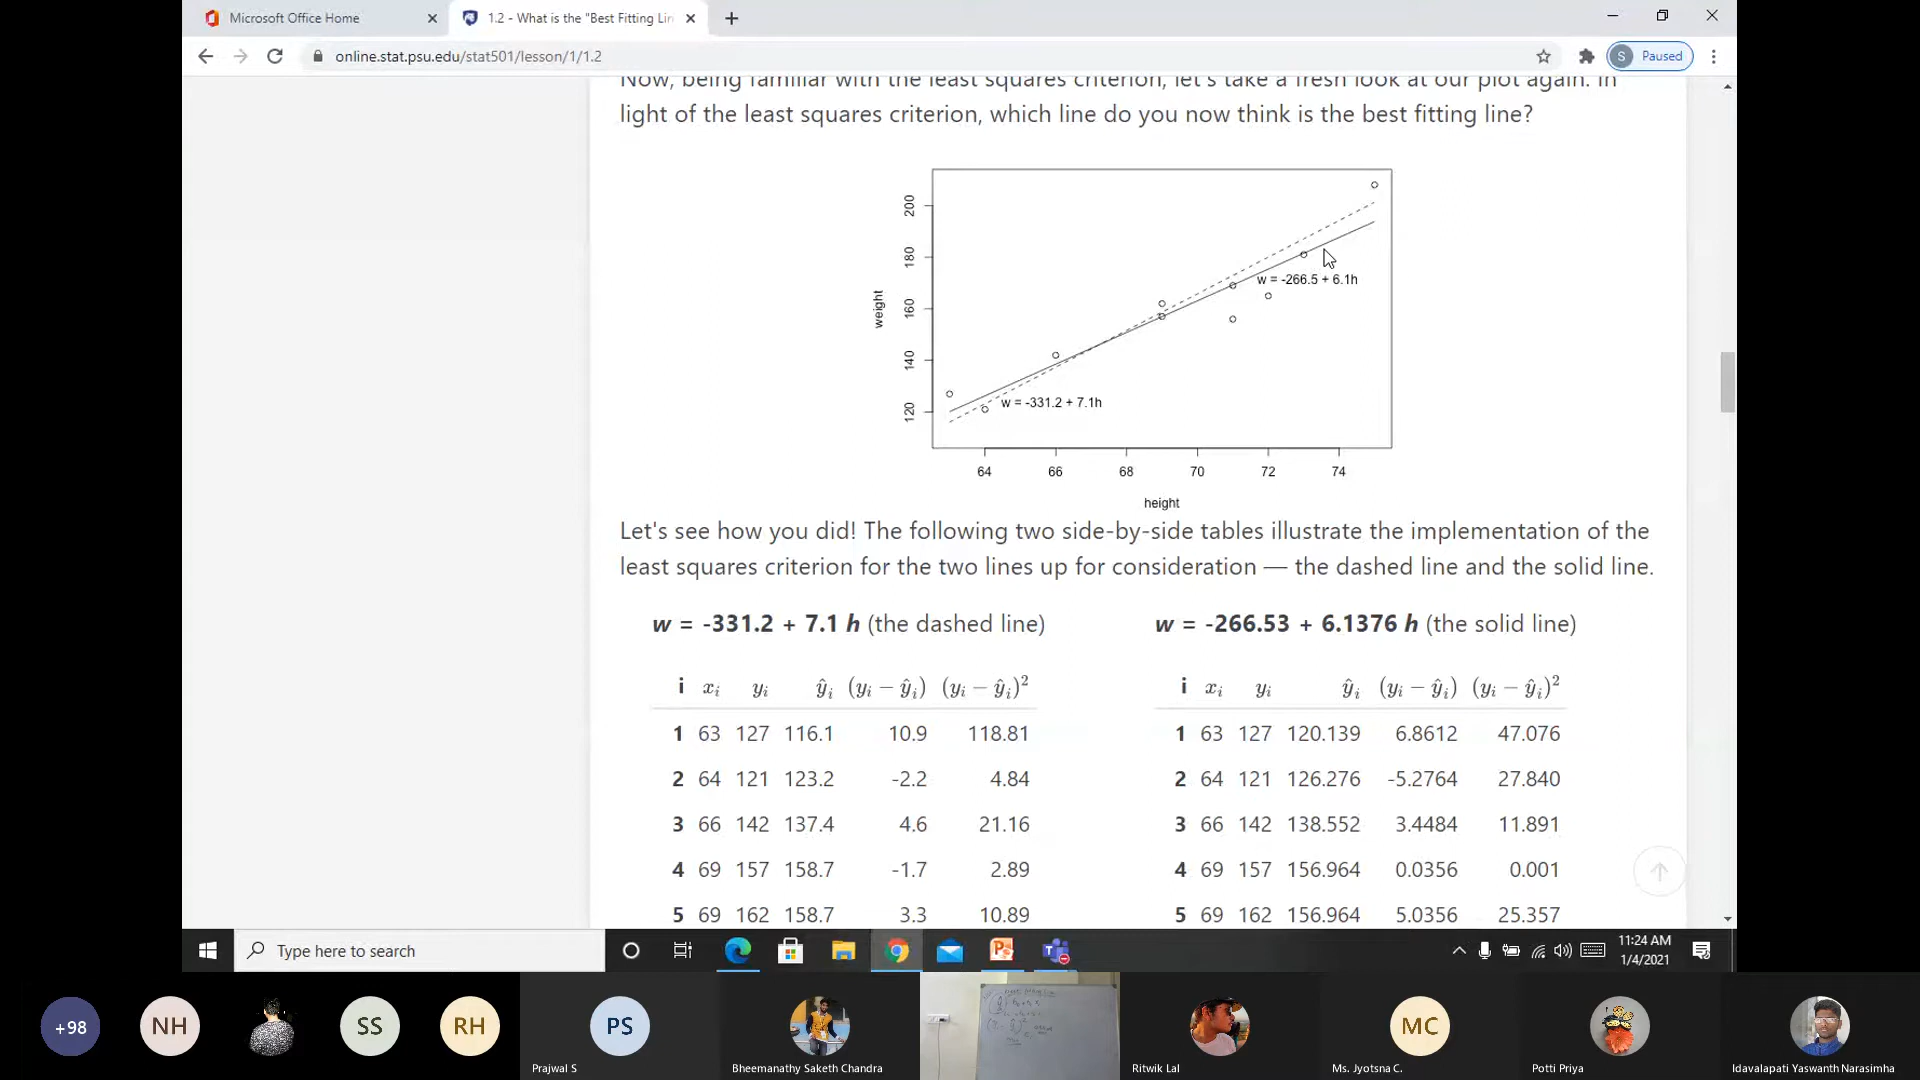 Microsoft Office Home
1.2 - What is the "Best Fitting Lin
online.stat.psu.edu/stat501/lesson/1/1.2
S Paused
Now, being familiar with the least squares criterion, let's take a fresh look at our plot again. In
light of the least squares criterion, which line do you now think is the best fitting line?
200
180
160
140
120
weight
w = -266.5 + 6.1h
w = -331.2 + 7.1h
64 66 68 70 72 74
height
Let's see how you did! The following two side-by-side tables illustrate the implementation of the
least squares criterion for the two lines up for consideration — the dashed line and the solid line.
w = -331.2 + 7.1 h (the dashed line)
i xᵢ yᵢ ŷᵢ (yᵢ − ŷᵢ) (yᵢ − ŷᵢ)²
1 63 127 116.1 10.9 118.81
2 64 121 123.2 -2.2 4.84
3 66 142 137.4 4.6 21.16
4 69 157 158.7 -1.7 2.89
5 69 162 158.7 3.3 10.89
w = -266.53 + 6.1376 h (the solid line)
i xᵢ yᵢ ŷᵢ (yᵢ − ŷᵢ) (yᵢ − ŷᵢ)²
1 63 127 120.139 6.8612 47.076
2 64 121 126.276 -5.2764 27.840
3 66 142 138.552 3.4484 11.891
4 69 157 156.964 0.0356 0.001
5 69 162 156.964 5.0356 25.357
Type here to search
11:24 AM
1/4/2021
+98
NH
SS
RH
PS
MC
Prajwal S
Bheemanathy Saketh Chandra
Ritwik Lal
Ms. Jyotsna C.
Potti Priya
Idavalapati Yaswanth Narasimha